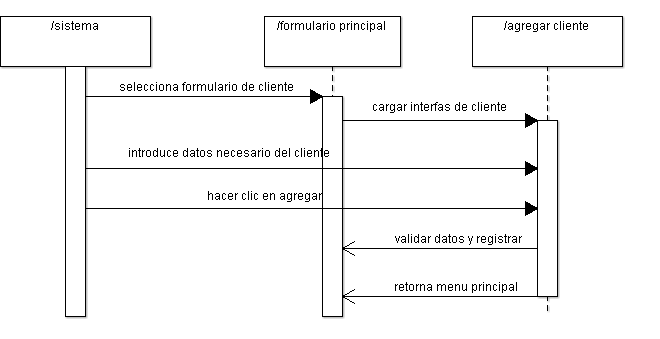 /sistema
/formulario principal
/agregar cliente
selecciona formulario de cliente
cargar interfas de cliente
introduce datos necesario del cliente
hacer clic en agregar
validar datos y registrar
retorna menu principal